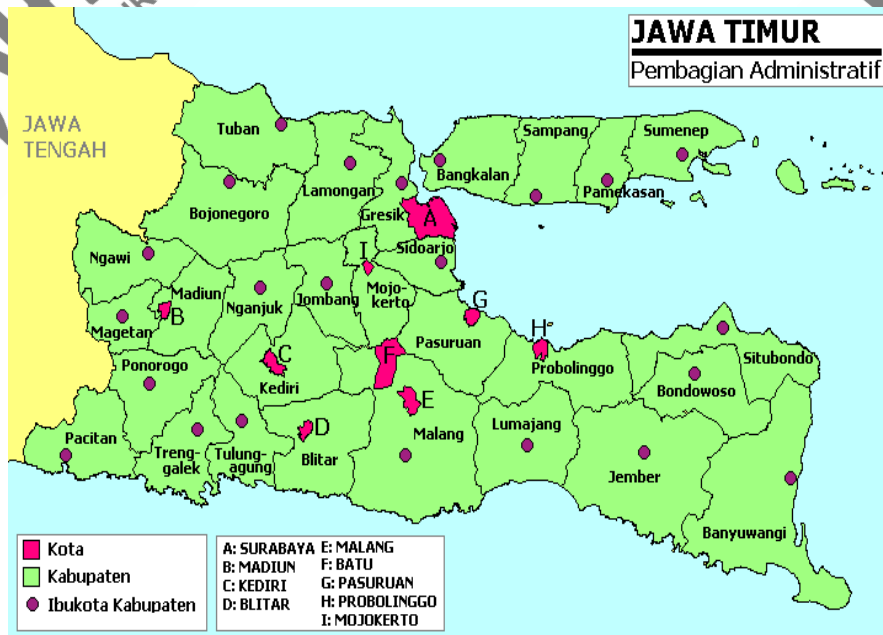 JAWA TIMUR
Pembagian Administratif
JAWA
TENGAH
Tuban
Lamongan
Bojonegoro
Gresik
A
Bangkalan
Sampang
Pamekasan
Sumenep
Ngawi
Madiun
B
Magetan
Nganjuk
Jombang
I
Mojo-
kerto
Sidoarjo
G
Pasuruan
H
Probolinggo
Situbondo
Bondowoso
Ponorogo
C
Kediri
F
E
Malang
Lumajang
Jember
Banyuwangi
Pacitan
Treng-
galek
Tulung-
agung
D
Blitar
Kota
Kabupaten
Ibukota Kabupaten
A: SURABAYA
B: MADIUN
C: KEDIRI
D: BLITAR
E: MALANG
F: BATU
G: PASURUAN
H: PROBOLINGGO
I: MOJOKERTO